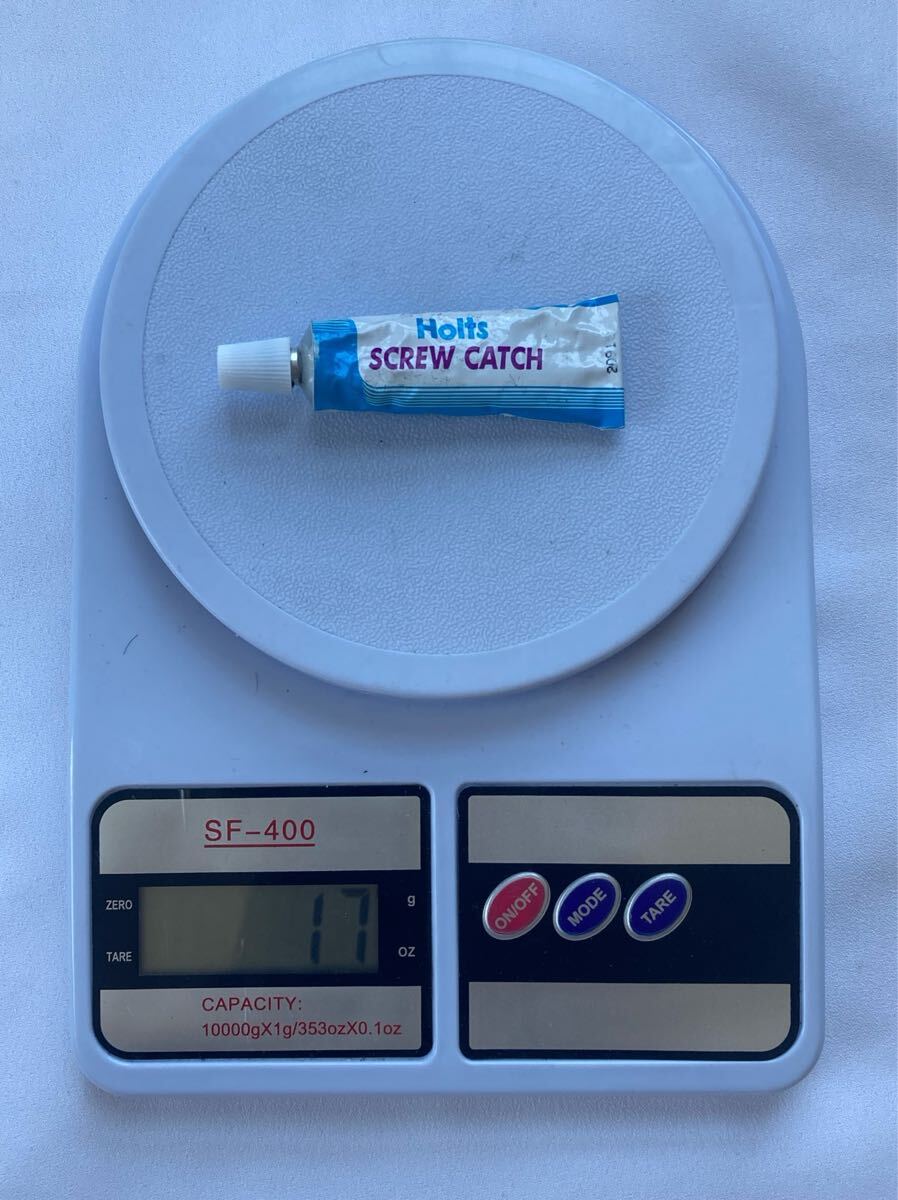 Holts
SCREW CATCH
SF-400
ZERO
17
g
TARE
OZ
CAPACITY:
10000gX1g/353ozX0.1oz
ON/OFF
MODE
TARE